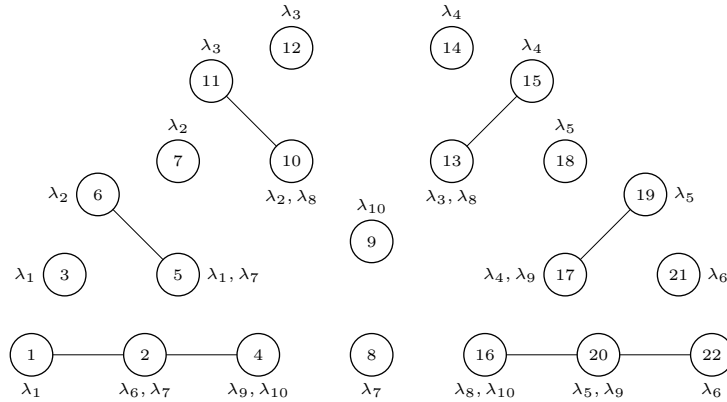 λ₃ λ₄
12 14
λ₃ λ₄
11 15
λ₂ λ₅
7 10 13 18
λ₂, λ₈ λ₃, λ₈
λ₂ 6 19 λ₅
λ₁₀
9
λ₁ 3 5 λ₁, λ₇ λ₄, λ₉ 17 21 λ₆
1 2 4 8 16 20 22
λ₁ λ₆, λ₇ λ₉, λ₁₀ λ₇ λ₈, λ₁₀ λ₅, λ₉ λ₆